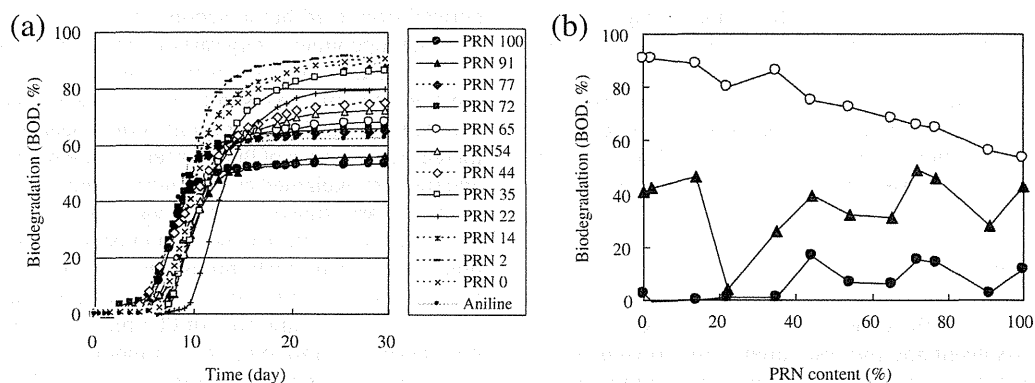 (a)
Biodegradation (BOD. %)
100
80
60
40
20
0
0
10
20
30
Time (day)
PRN 100
PRN 91
PRN 77
PRN 72
PRN 65
PRN54
PRN 44
PRN 35
PRN 22
PRN 14
PRN 2
PRN 0
Aniline
(b)
Biodegradation (BOD. %)
100
80
60
40
20
0
0
20
40
60
80
100
PRN content (%)